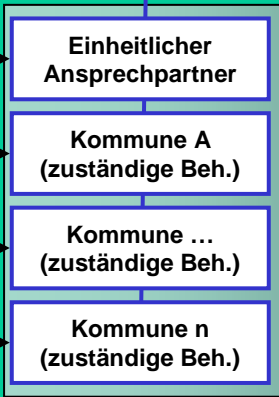 Einheitlicher
Ansprechpartner
Kommune A
(zuständige Beh.)
Kommune …
(zuständige Beh.)
Kommune n
(zuständige Beh.)